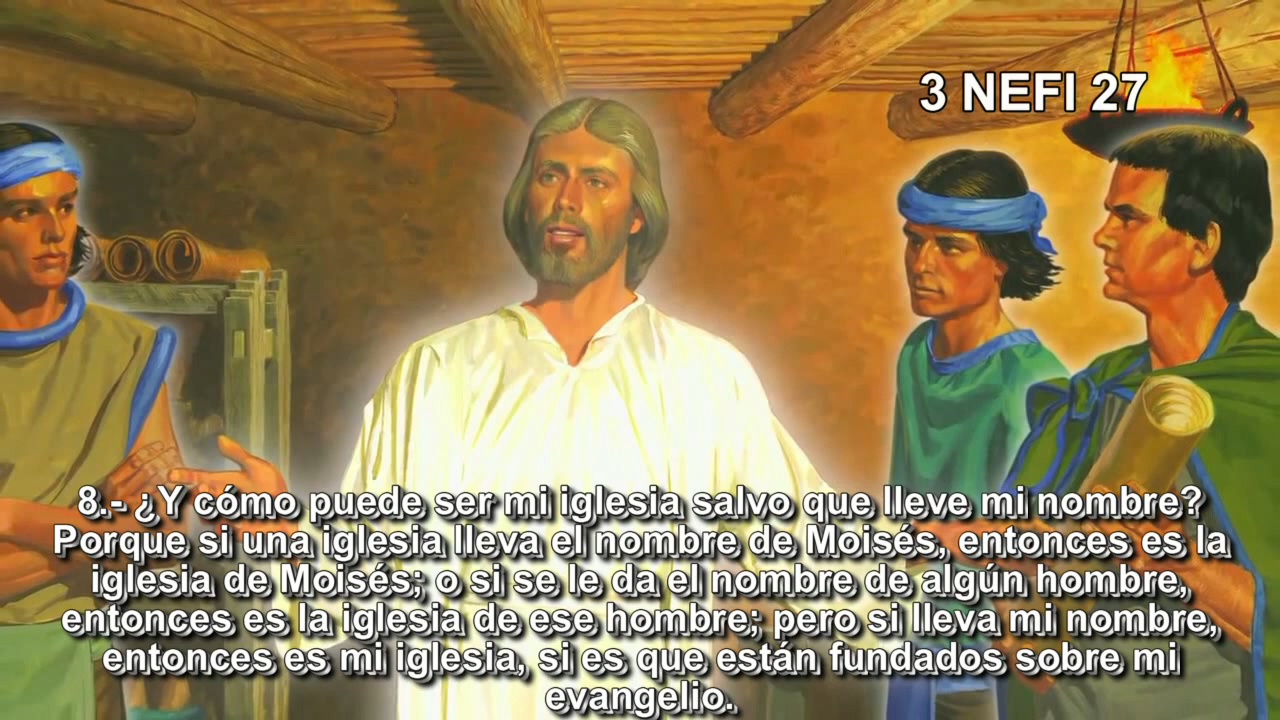 3 NEFI 27
8.- ¿Y cómo puede ser mi iglesia salvo que lleve mi nombre?
Porque si una iglesia lleva el nombre de Moisés, entonces es la
iglesia de Moisés; o si se le da el nombre de algún hombre,
entonces es la iglesia de ese hombre; pero si lleva mi nombre,
entonces es mi iglesia, si es que están fundados sobre mi
evangelio.